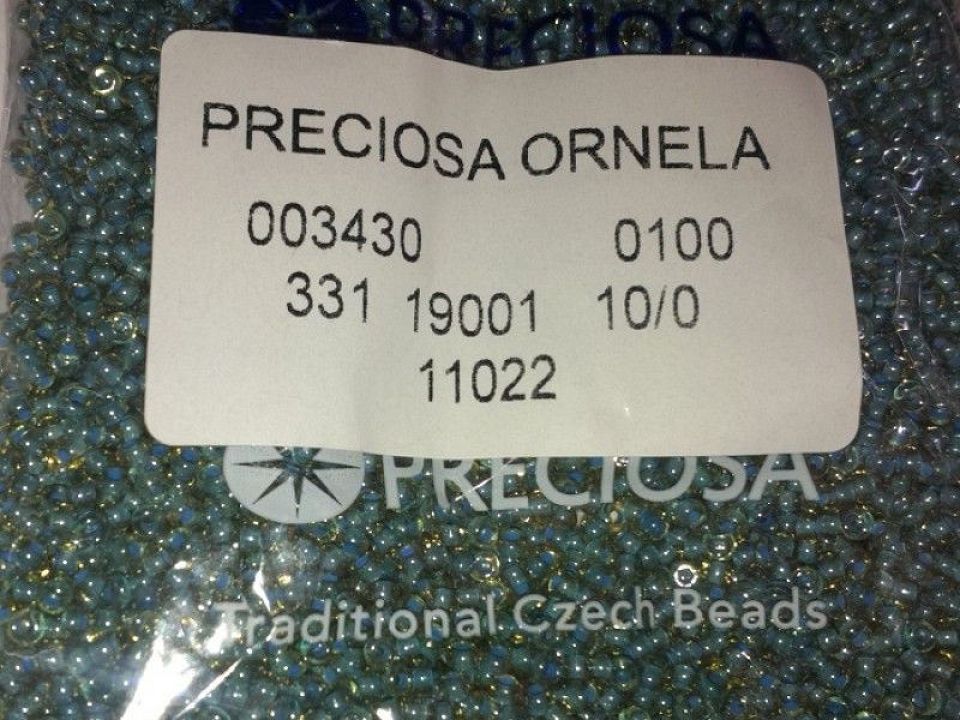 PRECIOSA
PRECIOSA ORNELA
003430 0100
331 19001 10/0
11022
PRECIOSA
Traditional Czech Beads